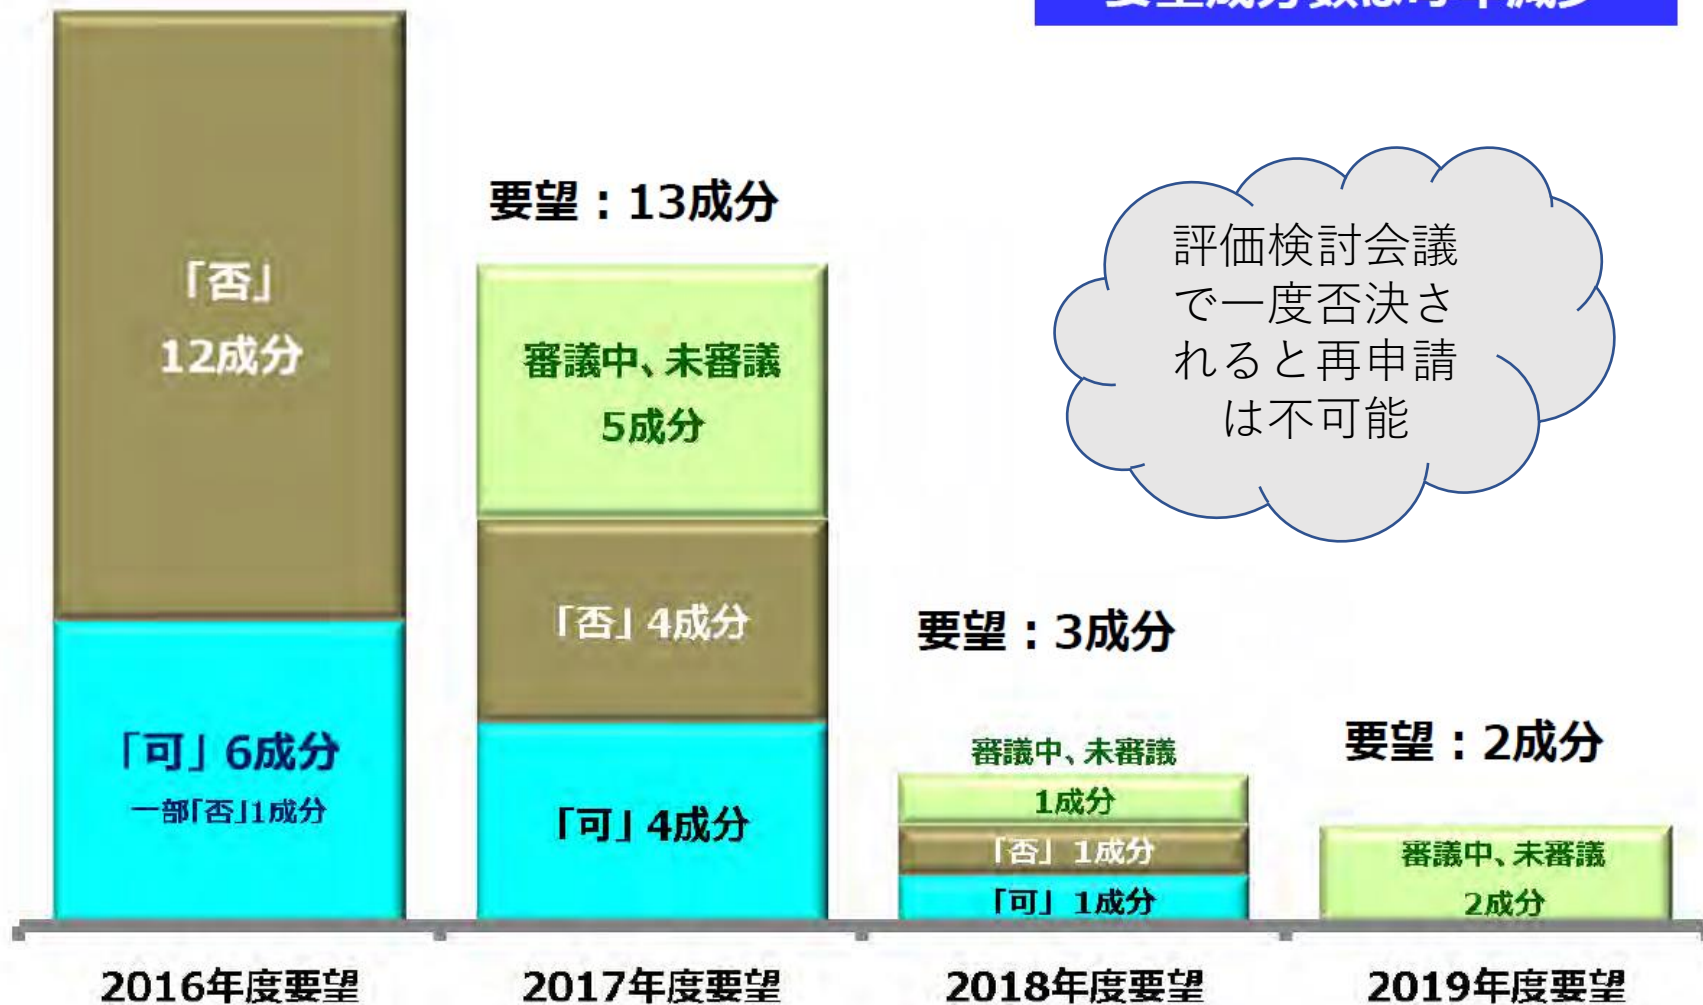 「否」
12成分
「可」6成分
一部「否」1成分
2016年度要望
要望：13成分
審議中、未審議
5成分
「否」4成分
「可」4成分
2017年度要望
要望：3成分
審議中、未審議
1成分
「否」1成分
「可」1成分
2018年度要望
要望：2成分
審議中、未審議
2成分
2019年度要望
評価検討会議
で一度否決さ
れると再申請
は不可能